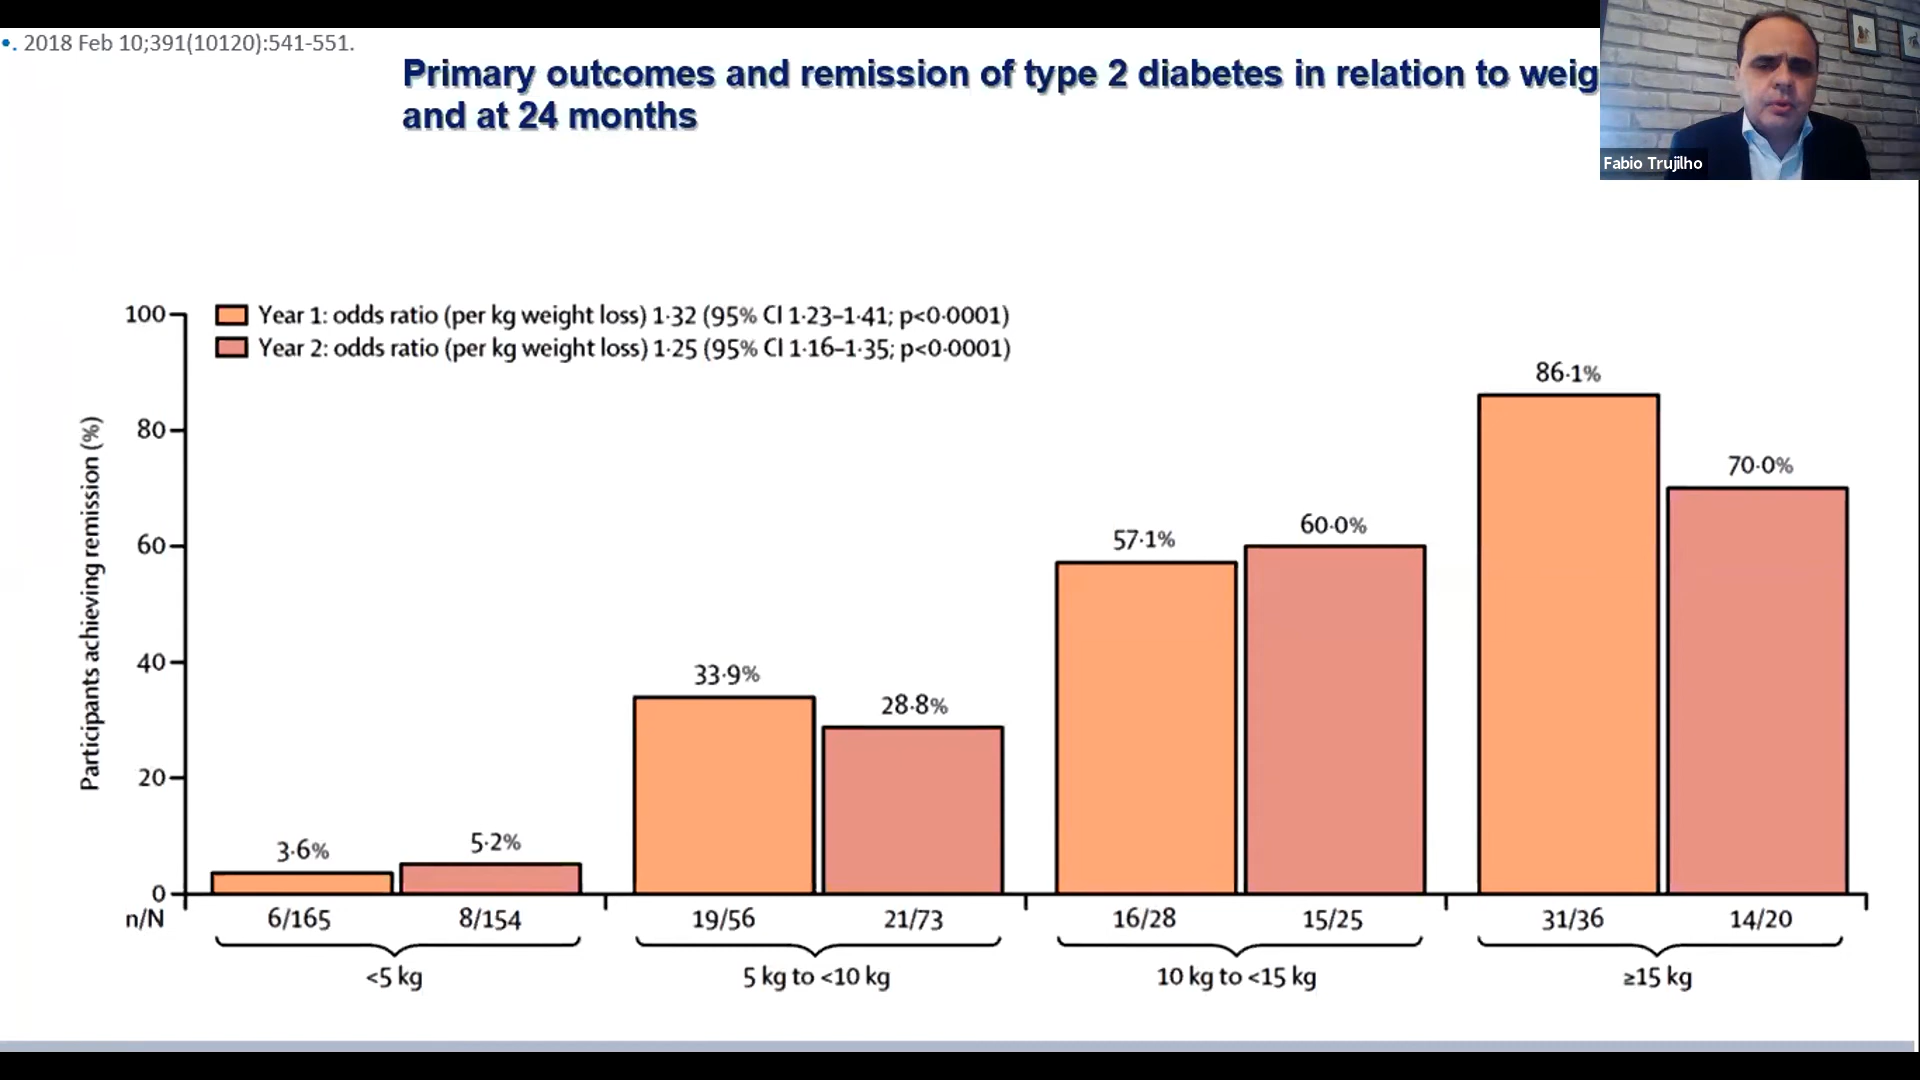 •. 2018 Feb 10;391(10120):541-551.
Primary outcomes and remission of type 2 diabetes in relation to weig
and at 24 months
Fabio Trujilho
Year 1: odds ratio (per kg weight loss) 1·32 (95% CI 1·23–1·41; p<0·0001)
Year 2: odds ratio (per kg weight loss) 1·25 (95% CI 1·16–1·35; p<0·0001)
Participants achieving remission (%)
100
80
60
40
20
0
3·6%
5·2%
33·9%
28·8%
57·1%
60·0%
86·1%
70·0%
n/N 6/165 8/154 19/56 21/73 16/28 15/25 31/36 14/20
<5 kg 5 kg to <10 kg 10 kg to <15 kg ≥15 kg